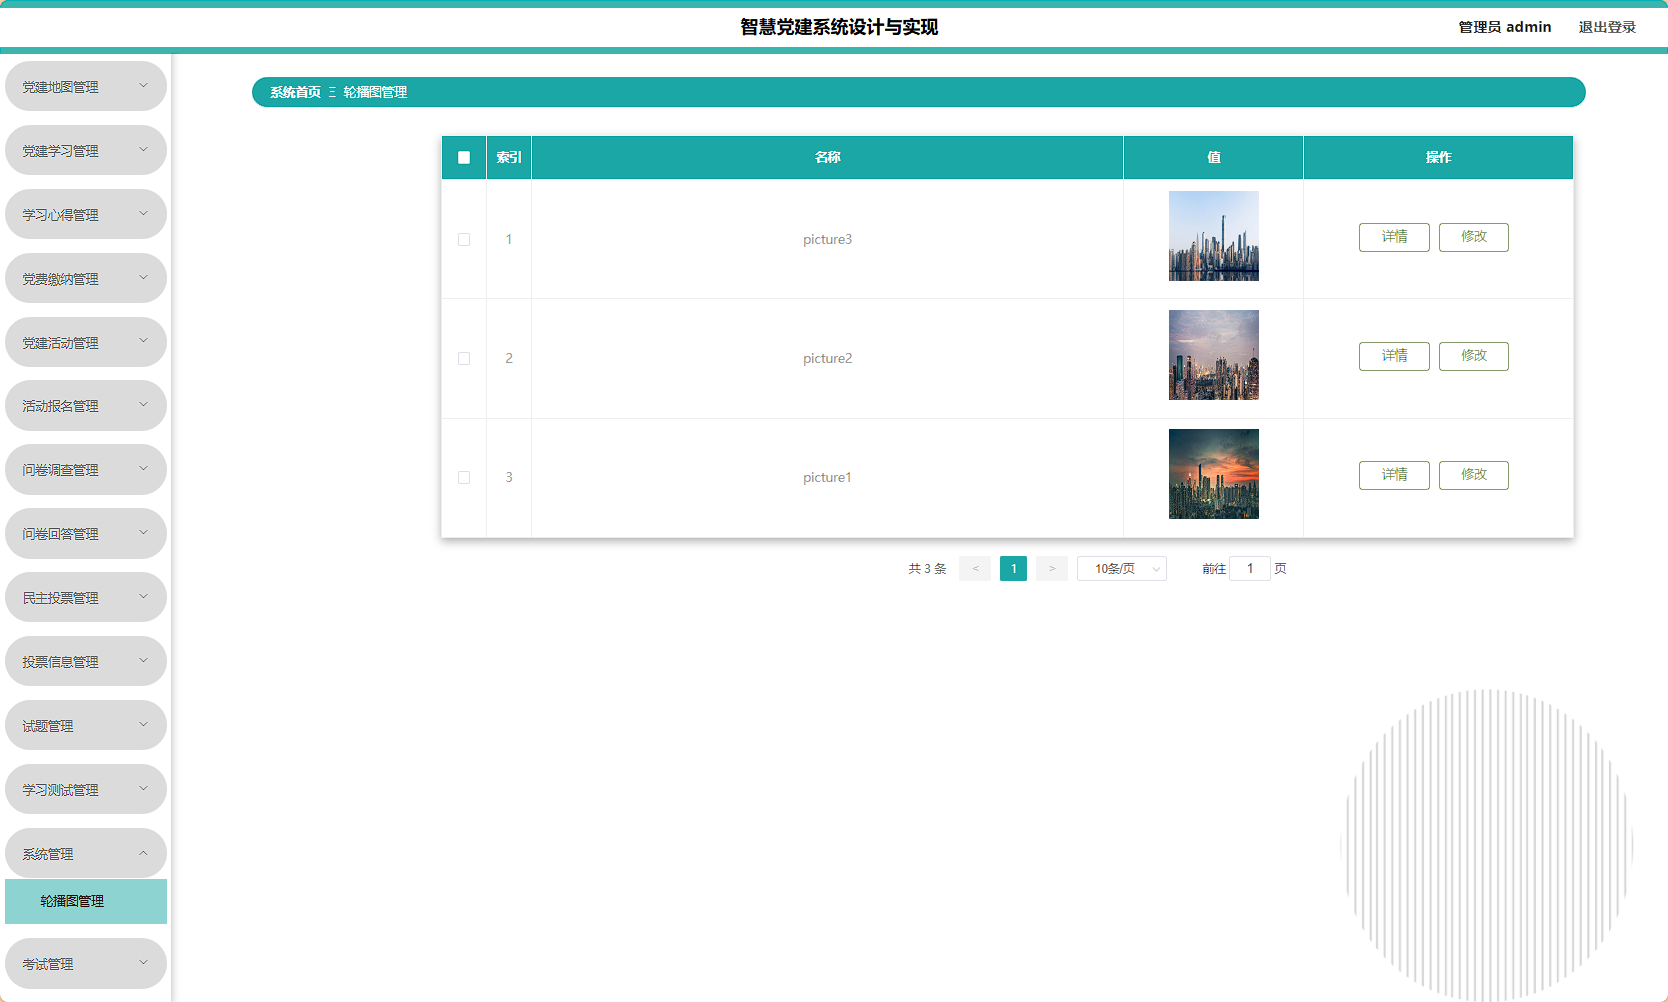 智慧党建系统设计与实现
管理员 admin 退出登录
党建地图管理
党建学习管理
学习心得管理
党费缴纳管理
党建活动管理
活动报名管理
问卷调查管理
问卷回答管理
民主投票管理
投票信息管理
试题管理
学习测试管理
系统管理
轮播图管理
考试管理
系统首页 Ξ 轮播图管理
索引 名称 值 操作
1 picture3 详情 修改
2 picture2 详情 修改
3 picture1 详情 修改
共 3 条 < 1 > 10条/页 前往 1 页